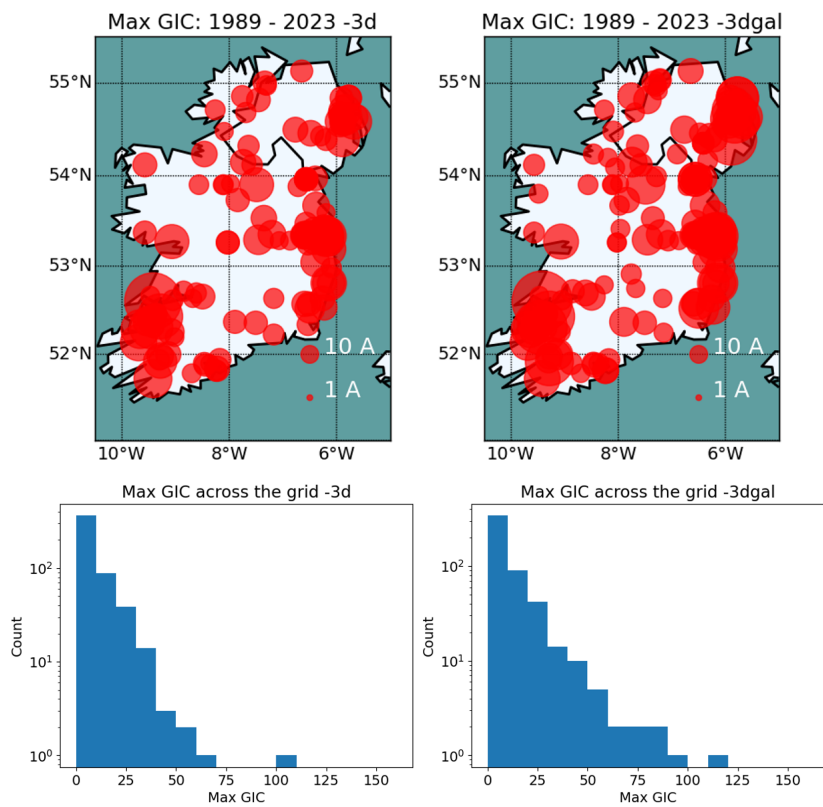 Max GIC: 1989 - 2023 -3d
55°N
54°N
53°N
52°N
10 A
1 A
10°W 8°W 6°W
Max GIC: 1989 - 2023 -3dgal
55°N
54°N
53°N
52°N
10 A
1 A
10°W 8°W 6°W
Max GIC across the grid -3d
Count
10²
10¹
10⁰
0 25 50 75 100 125 150
Max GIC
Max GIC across the grid -3dgal
Count
10²
10¹
10⁰
0 25 50 75 100 125 150
Max GIC